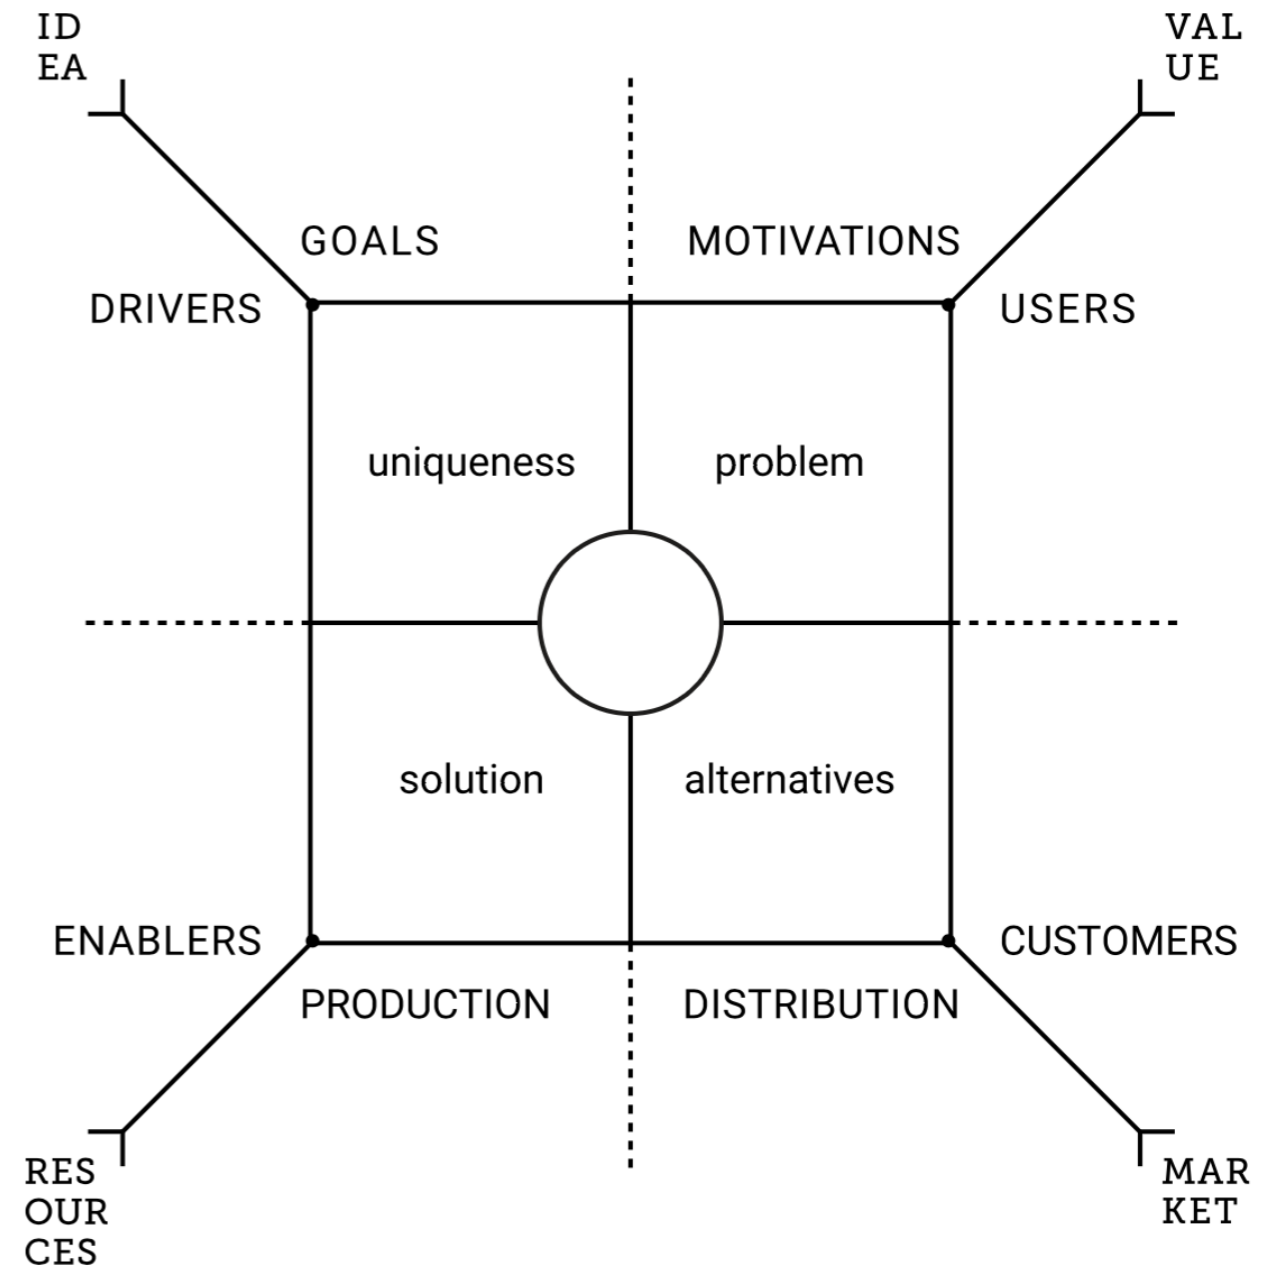 ID
EA
VAL
UE
GOALS
MOTIVATIONS
DRIVERS
USERS
uniqueness
problem
solution
alternatives
ENABLERS
CUSTOMERS
PRODUCTION
DISTRIBUTION
RES
OUR
CES
MAR
KET